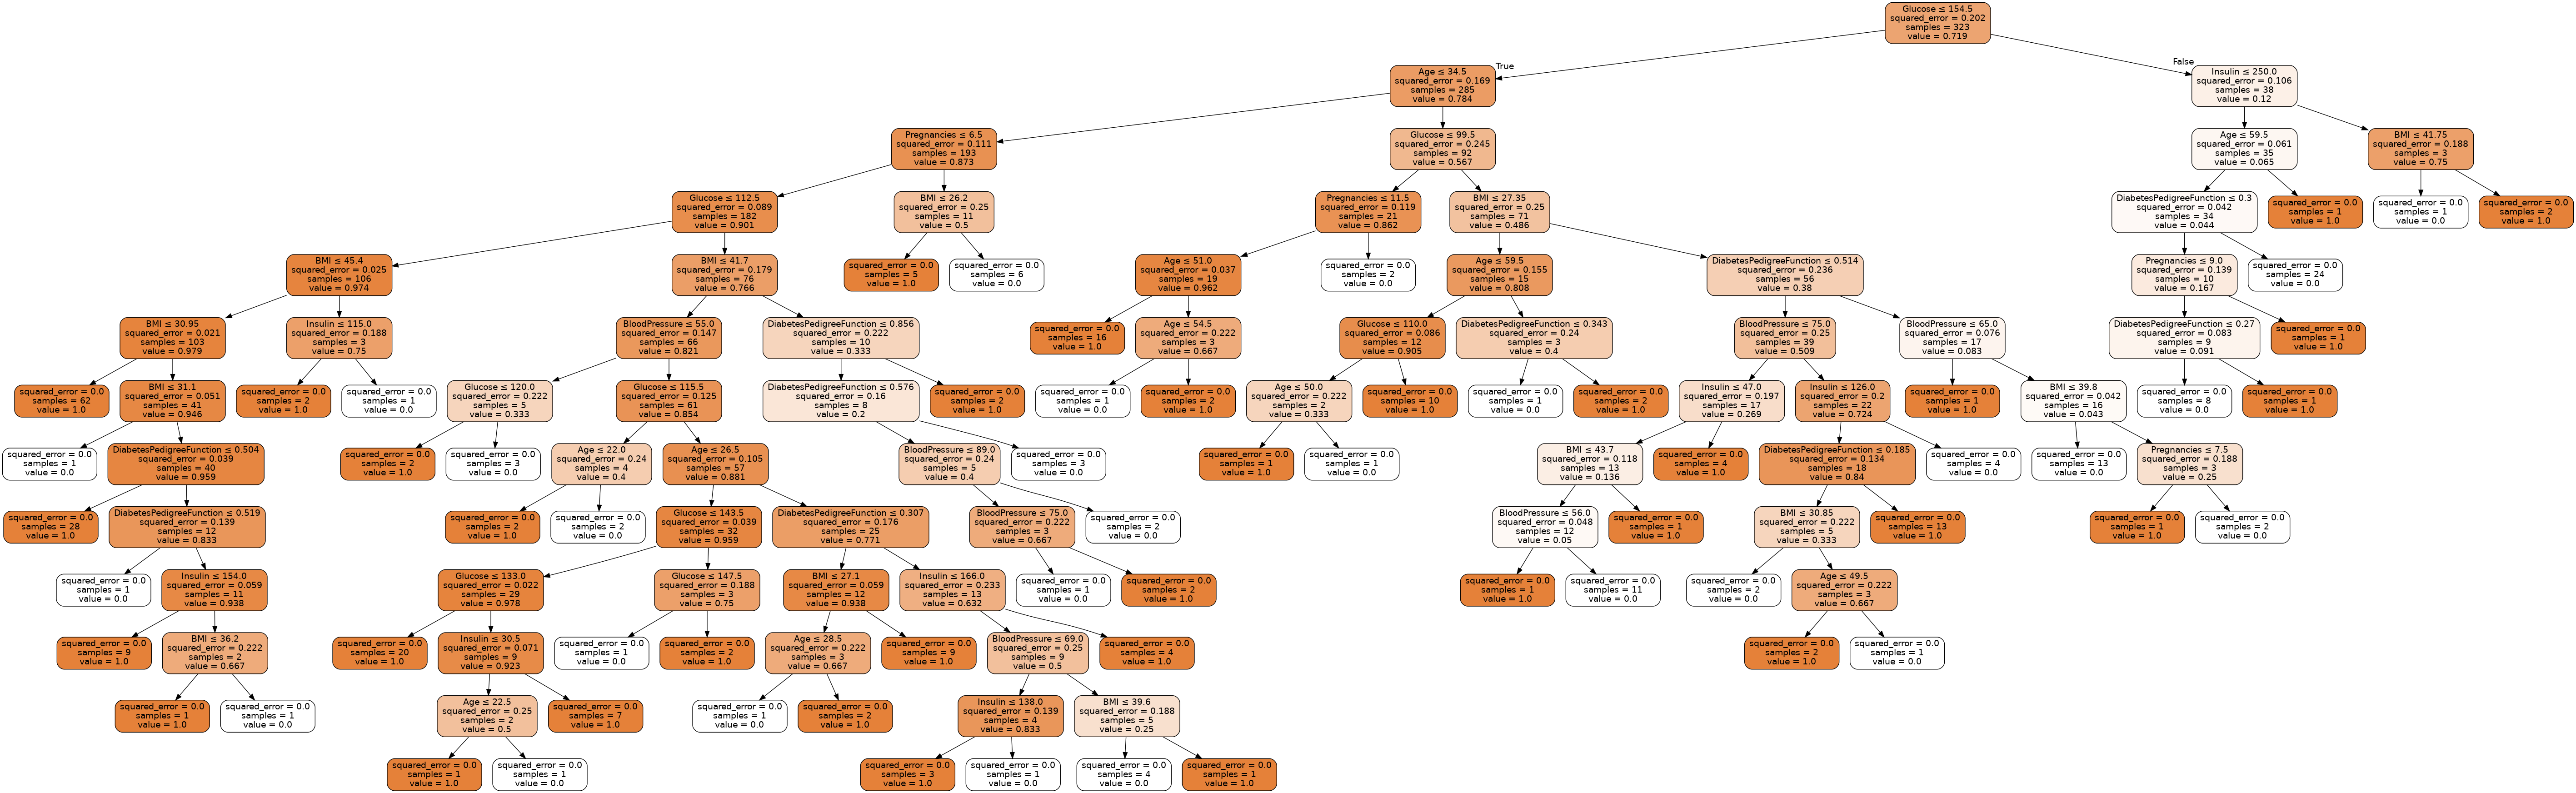 Glucose ≤ 154.5
squared_error = 0.202
samples = 323
value = 0.719
True
False
Age ≤ 34.5
squared_error = 0.169
samples = 285
value = 0.784
Insulin ≤ 250.0
squared_error = 0.106
samples = 38
value = 0.12
Pregnancies ≤ 6.5
squared_error = 0.111
samples = 193
value = 0.873
Glucose ≤ 99.5
squared_error = 0.245
samples = 92
value = 0.567
Age ≤ 59.5
squared_error = 0.061
samples = 35
value = 0.065
BMI ≤ 41.75
squared_error = 0.188
samples = 3
value = 0.75
Glucose ≤ 112.5
squared_error = 0.089
samples = 182
value = 0.901
BMI ≤ 26.2
squared_error = 0.25
samples = 11
value = 0.5
Pregnancies ≤ 11.5
squared_error = 0.119
samples = 21
value = 0.862
BMI ≤ 27.35
squared_error = 0.25
samples = 71
value = 0.486
DiabetesPedigreeFunction ≤ 0.3
squared_error = 0.042
samples = 34
value = 0.044
squared_error = 0.0
samples = 1
value = 1.0
squared_error = 0.0
samples = 1
value = 0.0
squared_error = 0.0
samples = 2
value = 1.0
BMI ≤ 45.4
squared_error = 0.025
samples = 106
value = 0.974
BMI ≤ 41.7
squared_error = 0.179
samples = 76
value = 0.766
squared_error = 0.0
samples = 5
value = 1.0
squared_error = 0.0
samples = 6
value = 0.0
Age ≤ 51.0
squared_error = 0.037
samples = 19
value = 0.962
squared_error = 0.0
samples = 2
value = 0.0
Age ≤ 59.5
squared_error = 0.155
samples = 15
value = 0.808
DiabetesPedigreeFunction ≤ 0.514
squared_error = 0.236
samples = 56
value = 0.38
Pregnancies ≤ 9.0
squared_error = 0.139
samples = 10
value = 0.167
squared_error = 0.0
samples = 24
value = 0.0
BMI ≤ 30.95
squared_error = 0.021
samples = 103
value = 0.979
Insulin ≤ 115.0
squared_error = 0.188
samples = 3
value = 0.75
BloodPressure ≤ 55.0
squared_error = 0.147
samples = 66
value = 0.821
DiabetesPedigreeFunction ≤ 0.856
squared_error = 0.222
samples = 10
value = 0.333
squared_error = 0.0
samples = 16
value = 1.0
Age ≤ 54.5
squared_error = 0.222
samples = 3
value = 0.667
Glucose ≤ 110.0
squared_error = 0.086
samples = 12
value = 0.905
DiabetesPedigreeFunction ≤ 0.343
squared_error = 0.24
samples = 3
value = 0.4
BloodPressure ≤ 75.0
squared_error = 0.25
samples = 39
value = 0.509
BloodPressure ≤ 65.0
squared_error = 0.076
samples = 17
value = 0.083
DiabetesPedigreeFunction ≤ 0.27
squared_error = 0.083
samples = 9
value = 0.091
squared_error = 0.0
samples = 1
value = 1.0
squared_error = 0.0
samples = 62
value = 1.0
BMI ≤ 31.1
squared_error = 0.051
samples = 41
value = 0.946
squared_error = 0.0
samples = 2
value = 1.0
squared_error = 0.0
samples = 1
value = 0.0
Glucose ≤ 120.0
squared_error = 0.222
samples = 5
value = 0.333
Glucose ≤ 115.5
squared_error = 0.125
samples = 61
value = 0.854
DiabetesPedigreeFunction ≤ 0.576
squared_error = 0.16
samples = 8
value = 0.2
squared_error = 0.0
samples = 2
value = 1.0
squared_error = 0.0
samples = 1
value = 0.0
squared_error = 0.0
samples = 2
value = 1.0
Age ≤ 50.0
squared_error = 0.222
samples = 2
value = 0.333
squared_error = 0.0
samples = 10
value = 1.0
squared_error = 0.0
samples = 1
value = 0.0
squared_error = 0.0
samples = 2
value = 1.0
Insulin ≤ 47.0
squared_error = 0.197
samples = 17
value = 0.269
Insulin ≤ 126.0
squared_error = 0.2
samples = 22
value = 0.724
squared_error = 0.0
samples = 1
value = 1.0
BMI ≤ 39.8
squared_error = 0.042
samples = 16
value = 0.043
squared_error = 0.0
samples = 8
value = 0.0
squared_error = 0.0
samples = 1
value = 1.0
squared_error = 0.0
samples = 1
value = 0.0
DiabetesPedigreeFunction ≤ 0.504
squared_error = 0.039
samples = 40
value = 0.959
squared_error = 0.0
samples = 2
value = 1.0
squared_error = 0.0
samples = 3
value = 0.0
Age ≤ 22.0
squared_error = 0.24
samples = 4
value = 0.4
Age ≤ 26.5
squared_error = 0.105
samples = 57
value = 0.881
BloodPressure ≤ 89.0
squared_error = 0.24
samples = 5
value = 0.4
squared_error = 0.0
samples = 3
value = 0.0
squared_error = 0.0
samples = 1
value = 1.0
squared_error = 0.0
samples = 1
value = 0.0
BMI ≤ 43.7
squared_error = 0.118
samples = 13
value = 0.136
squared_error = 0.0
samples = 4
value = 1.0
DiabetesPedigreeFunction ≤ 0.185
squared_error = 0.134
samples = 18
value = 0.84
squared_error = 0.0
samples = 4
value = 0.0
squared_error = 0.0
samples = 13
value = 0.0
Pregnancies ≤ 7.5
squared_error = 0.188
samples = 3
value = 0.25
squared_error = 0.0
samples = 28
value = 1.0
DiabetesPedigreeFunction ≤ 0.519
squared_error = 0.139
samples = 12
value = 0.833
squared_error = 0.0
samples = 2
value = 1.0
squared_error = 0.0
samples = 2
value = 0.0
Glucose ≤ 143.5
squared_error = 0.039
samples = 32
value = 0.959
DiabetesPedigreeFunction ≤ 0.307
squared_error = 0.176
samples = 25
value = 0.771
BloodPressure ≤ 75.0
squared_error = 0.222
samples = 3
value = 0.667
squared_error = 0.0
samples = 2
value = 0.0
BloodPressure ≤ 56.0
squared_error = 0.048
samples = 12
value = 0.05
squared_error = 0.0
samples = 1
value = 1.0
BMI ≤ 30.85
squared_error = 0.222
samples = 5
value = 0.333
squared_error = 0.0
samples = 13
value = 1.0
squared_error = 0.0
samples = 1
value = 1.0
squared_error = 0.0
samples = 2
value = 0.0
squared_error = 0.0
samples = 1
value = 0.0
Insulin ≤ 154.0
squared_error = 0.059
samples = 11
value = 0.938
Glucose ≤ 133.0
squared_error = 0.022
samples = 29
value = 0.978
Glucose ≤ 147.5
squared_error = 0.188
samples = 3
value = 0.75
BMI ≤ 27.1
squared_error = 0.059
samples = 12
value = 0.938
Insulin ≤ 166.0
squared_error = 0.233
samples = 13
value = 0.632
squared_error = 0.0
samples = 1
value = 0.0
squared_error = 0.0
samples = 2
value = 1.0
squared_error = 0.0
samples = 1
value = 1.0
squared_error = 0.0
samples = 11
value = 0.0
squared_error = 0.0
samples = 2
value = 0.0
Age ≤ 49.5
squared_error = 0.222
samples = 3
value = 0.667
squared_error = 0.0
samples = 9
value = 1.0
BMI ≤ 36.2
squared_error = 0.222
samples = 2
value = 0.667
squared_error = 0.0
samples = 20
value = 1.0
Insulin ≤ 30.5
squared_error = 0.071
samples = 9
value = 0.923
squared_error = 0.0
samples = 1
value = 0.0
squared_error = 0.0
samples = 2
value = 1.0
Age ≤ 28.5
squared_error = 0.222
samples = 3
value = 0.667
squared_error = 0.0
samples = 9
value = 1.0
BloodPressure ≤ 69.0
squared_error = 0.25
samples = 9
value = 0.5
squared_error = 0.0
samples = 4
value = 1.0
squared_error = 0.0
samples = 2
value = 1.0
squared_error = 0.0
samples = 1
value = 0.0
squared_error = 0.0
samples = 1
value = 1.0
squared_error = 0.0
samples = 1
value = 0.0
Age ≤ 22.5
squared_error = 0.25
samples = 2
value = 0.5
squared_error = 0.0
samples = 7
value = 1.0
squared_error = 0.0
samples = 1
value = 0.0
squared_error = 0.0
samples = 2
value = 1.0
Insulin ≤ 138.0
squared_error = 0.139
samples = 4
value = 0.833
BMI ≤ 39.6
squared_error = 0.188
samples = 5
value = 0.25
squared_error = 0.0
samples = 1
value = 1.0
squared_error = 0.0
samples = 1
value = 0.0
squared_error = 0.0
samples = 3
value = 1.0
squared_error = 0.0
samples = 1
value = 0.0
squared_error = 0.0
samples = 4
value = 0.0
squared_error = 0.0
samples = 1
value = 1.0